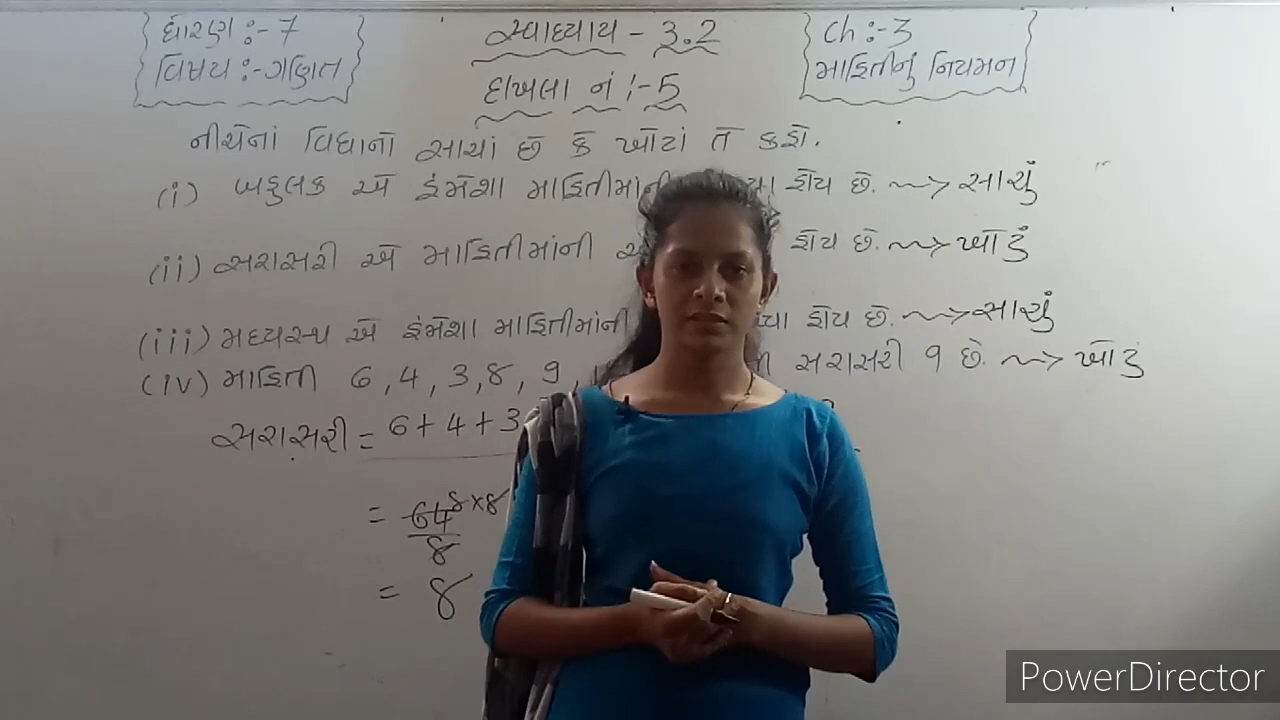 ધોરણ :- 7
વિષય :- ગણિત
સ્વાધ્યાય - 3.2
દાખલા નં :- 5
Ch :- 3
માહિતીનું નિયમન
નીચેનાં વિધાનો સાચાં છે કે ખોટાં તે કહો.
(i) બહુલક એ હંમેશા માહિતીમાંની હોય છે. સાચું
(ii) સરાસરી એ માહિતીમાંની હોય છે. ખોટું
(iii) મધ્યસ્થ એ હંમેશા માહિતીમાંની હોય છે. સાચું
(iv) માહિતી 6, 4, 3, 8, 9, સરાસરી 9 છે. ખોટું
સરાસરી = 6 + 4 + 3
= 64 8 × 8
8
= 8
PowerDirector